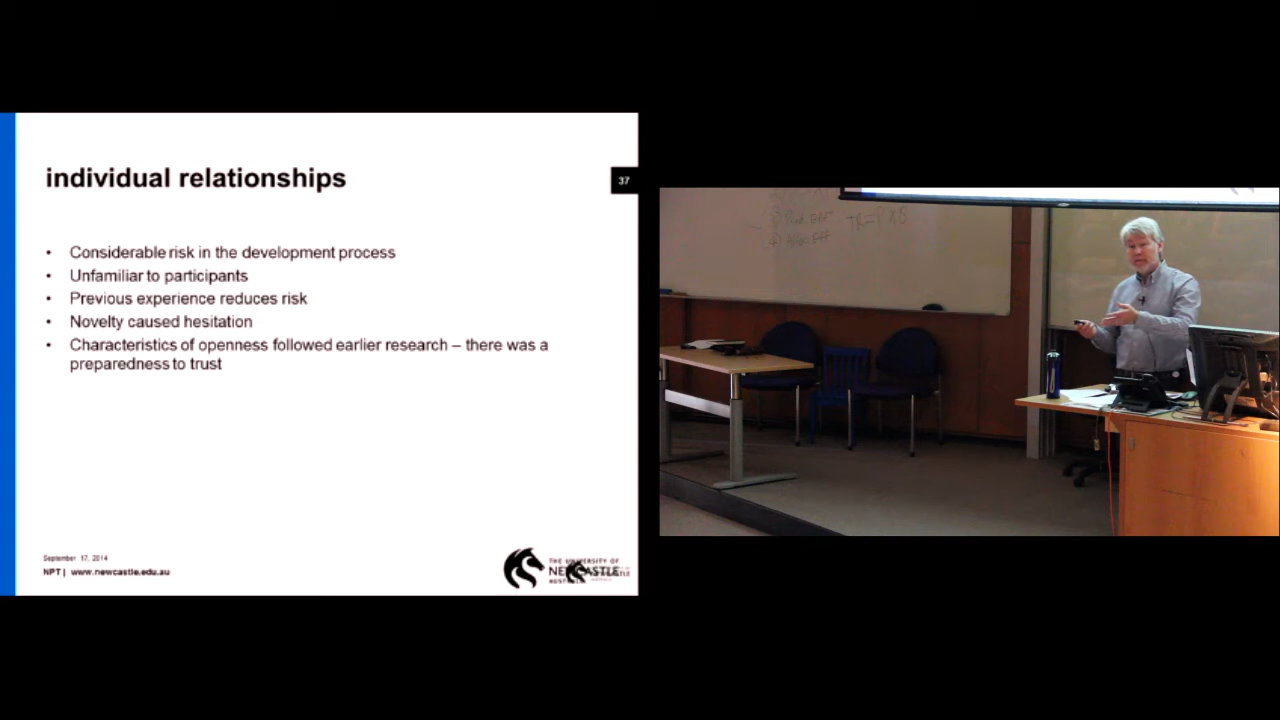 individual relationships
37
• Considerable risk in the development process
• Unfamiliar to participants
• Previous experience reduces risk
• Novelty caused hesitation
• Characteristics of openness followed earlier research – there was a
preparedness to trust
September 17, 2014
NPT | www.newcastle.edu.au
THE UNIVERSITY OF
NEWCASTLE
AUSTRALIA